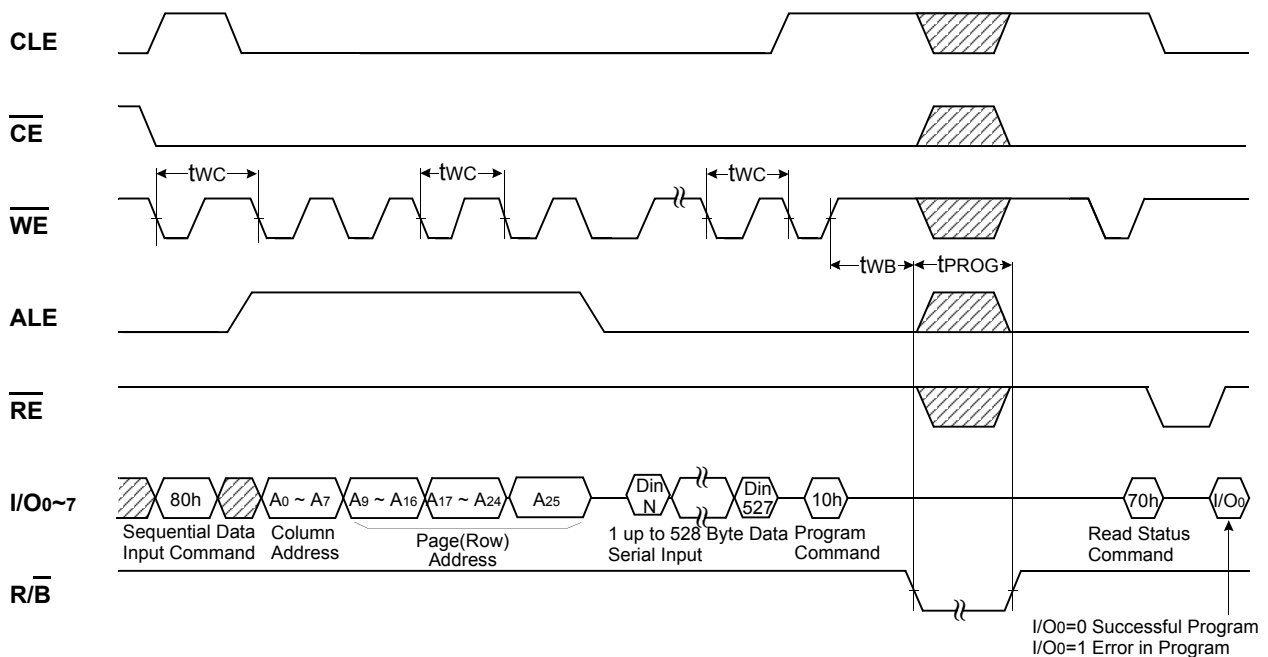 CLE
CE
tWC
tWC
tWC
WE
tWB
tPROG
ALE
RE
I/O0~7
80h
A0 ~ A7
A9 ~ A16
A17 ~ A24
A25
Din
N
Din
527
10h
70h
I/O0
Sequential Data
Input Command
Column
Address
Page(Row)
Address
1 up to 528 Byte Data
Serial Input
Program
Command
Read Status
Command
R/B
I/O0=0 Successful Program
I/O0=1 Error in Program